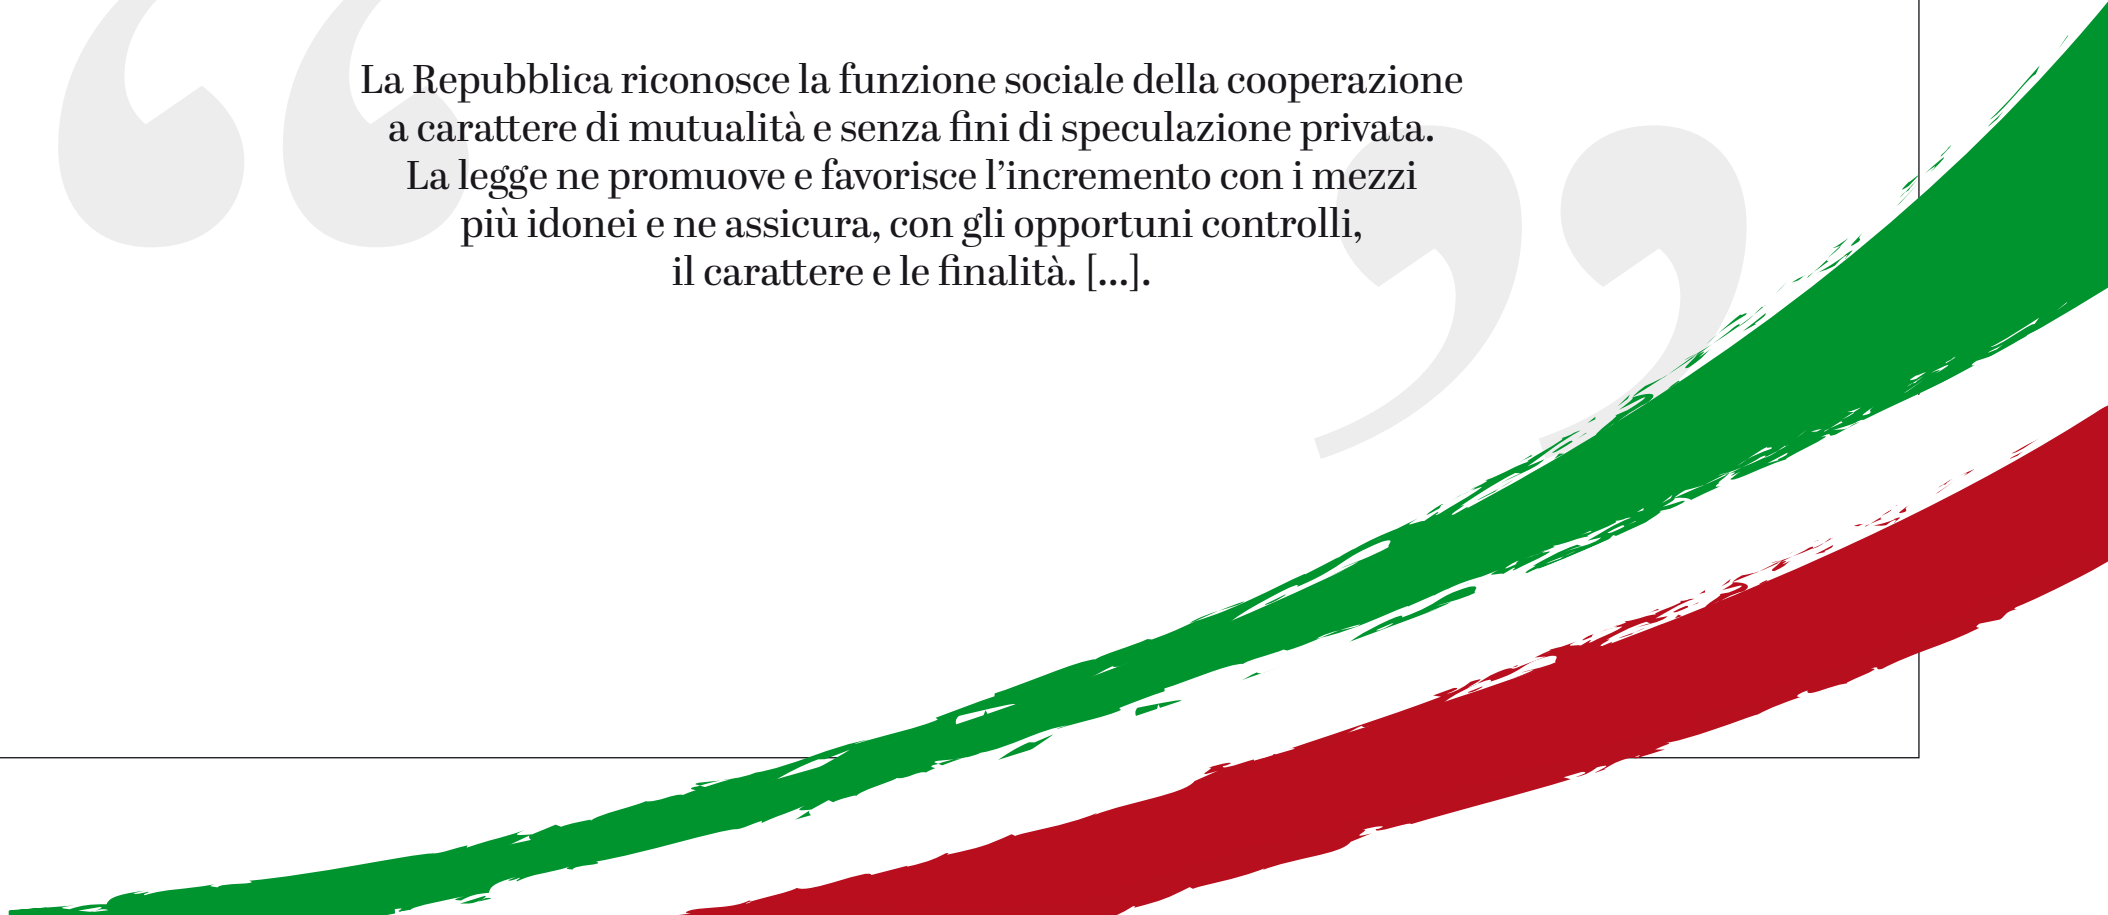 La Repubblica riconosce la funzione sociale della cooperazione
a carattere di mutualità e senza fini di speculazione privata.
La legge ne promuove e favorisce l’incremento con i mezzi
più idonei e ne assicura, con gli opportuni controlli,
il carattere e le finalità. [...].